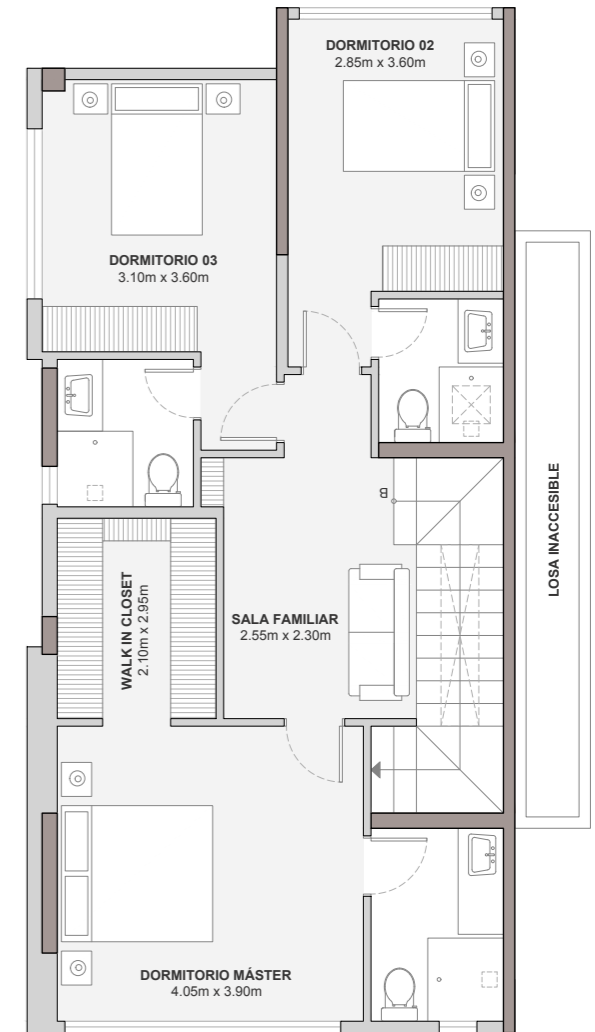 DORMITORIO 02
2.85m x 3.60m
DORMITORIO 03
3.10m x 3.60m
B
LOSA INACCESIBLE
WALK IN CLOSET
2.10m x 2.95m
SALA FAMILIAR
2.55m x 2.30m
DORMITORIO MÁSTER
4.05m x 3.90m